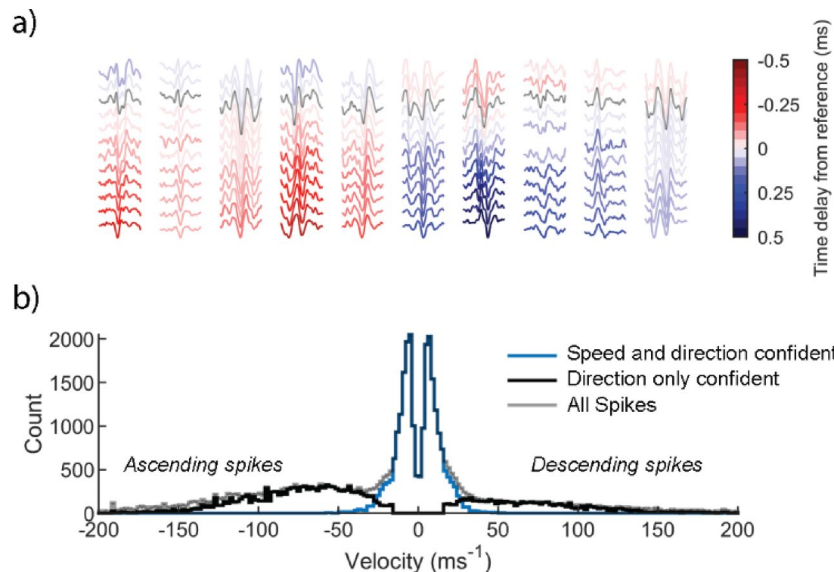 a)
-0.5
-0.25
0
0.25
0.5
Time delay from reference (ms)
b)
2000
1500
1000
500
0
Count
Speed and direction confident
Direction only confident
All Spikes
Ascending spikes
Descending spikes
-200 -150 -100 -50 0 50 100 150 200
Velocity (ms⁻¹)